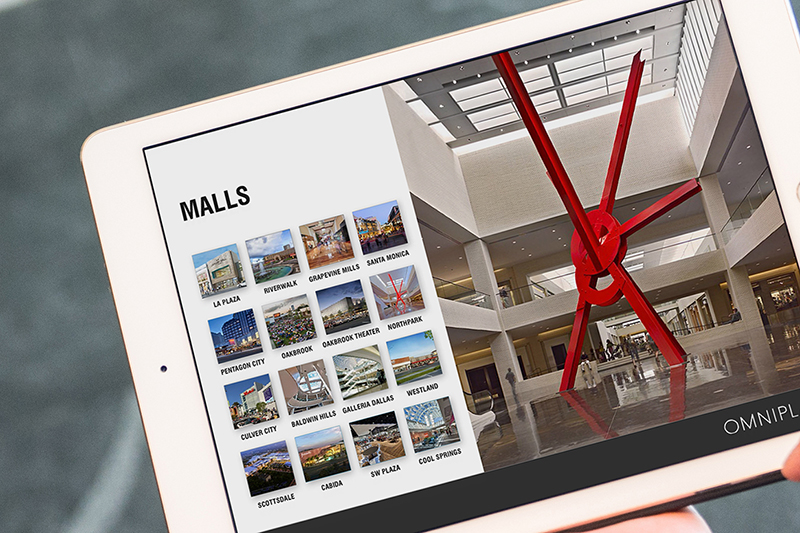 MALLS
LA PLAZA
RIVERWALK
GRAPEVINE MILLS
SANTA MONICA
PENTAGON CITY
OAKBROOK
OAKBROOK THEATER
NORTHPARK
CULVER CITY
BALDWIN HILLS
GALLERIA DALLAS
WESTLAND
SCOTTSDALE
CABIDA
SW PLAZA
COOL SPRINGS
OMNIPL